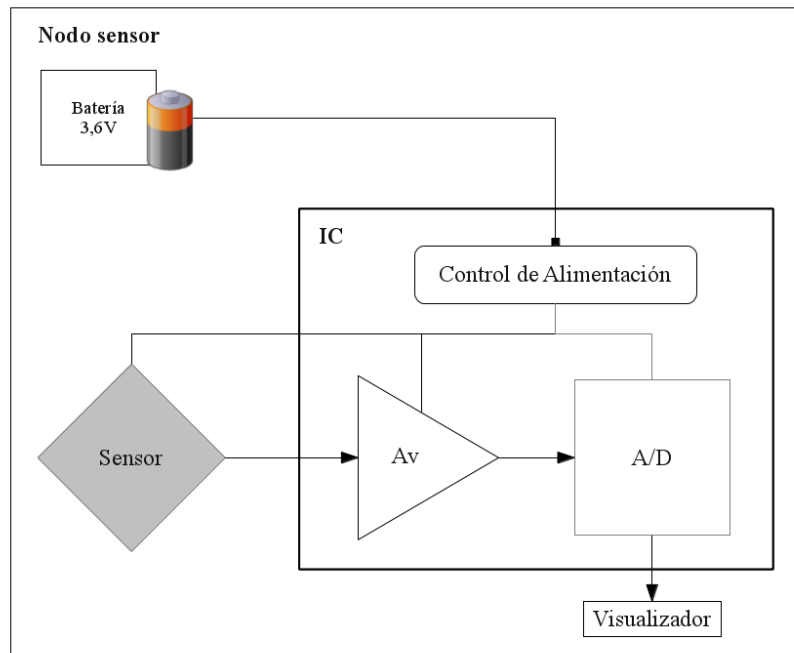 Nodo sensor
Batería
3,6V
IC
Control de Alimentación
Sensor
Av
A/D
Visualizador